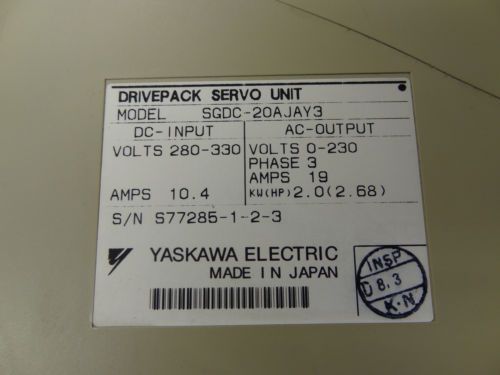 DRIVEPACK SERVO UNIT
MODEL SGDC-20AJAY3
DC-INPUT AC-OUTPUT
VOLTS 280-330 VOLTS 0-230
PHASE 3
AMPS 19
AMPS 10.4 KW(HP) 2.0(2.68)
S/N S77285-1-2-3
YASKAWA ELECTRIC
MADE IN JAPAN
INSP
D 8.3
K·N